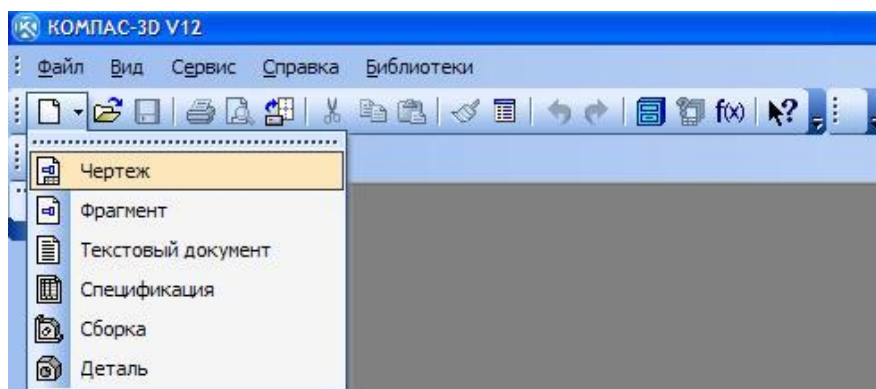 КОМПАС-3D V12
Файл Вид Сервис Справка Библиотеки
f(x) ?
Чертеж
Фрагмент
Текстовый документ
Спецификация
Сборка
Деталь